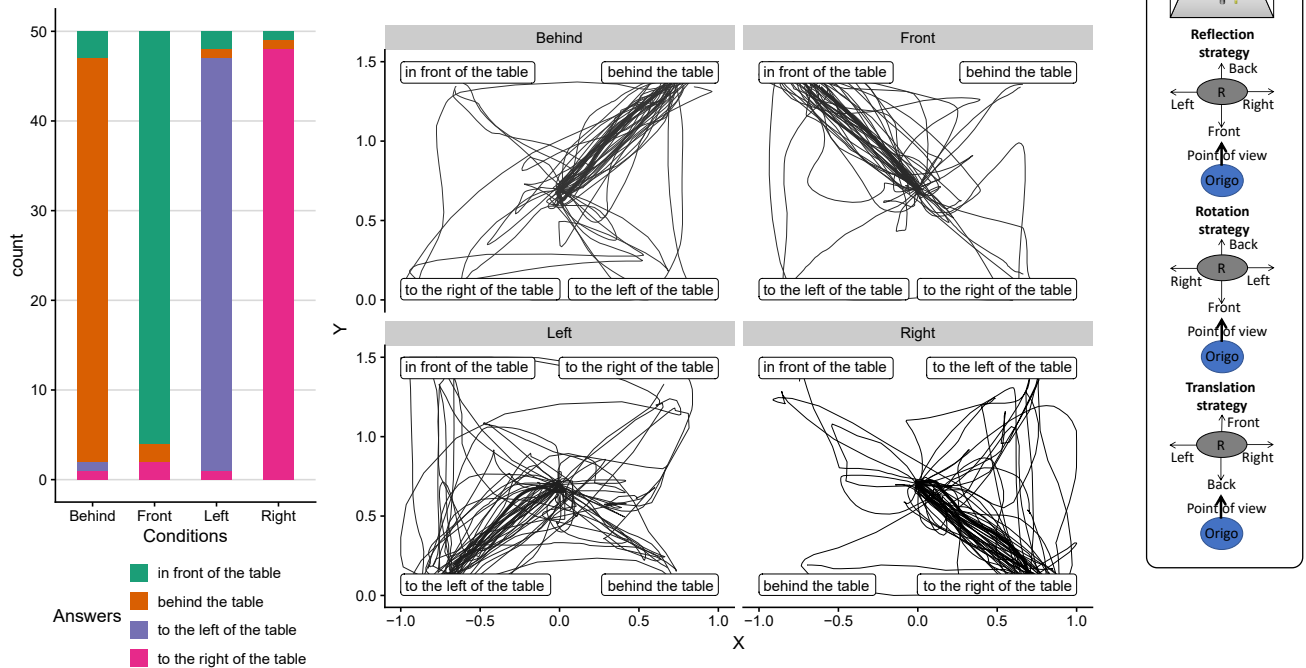 50
40
30
20
10
0
count
Behind
Front
Left
Right
Conditions
Answers
in front of the table
behind the table
to the left of the table
to the right of the table
Behind
in front of the table
behind the table
to the right of the table
to the left of the table
Front
in front of the table
behind the table
to the left of the table
to the right of the table
1.5
1.0
0.5
0.0
Y
Left
in front of the table
to the right of the table
to the left of the table
behind the table
Right
in front of the table
to the left of the table
behind the table
to the right of the table
1.5
1.0
0.5
0.0
−1.0
−0.5
0.0
0.5
1.0
−1.0
−0.5
0.0
0.5
1.0
X
Reflection
strategy
Back
R
Left
Right
Front
Point of view
Origo
Rotation
strategy
Back
R
Right
Left
Front
Point of view
Origo
Translation
strategy
Front
R
Left
Right
Back
Point of view
Origo